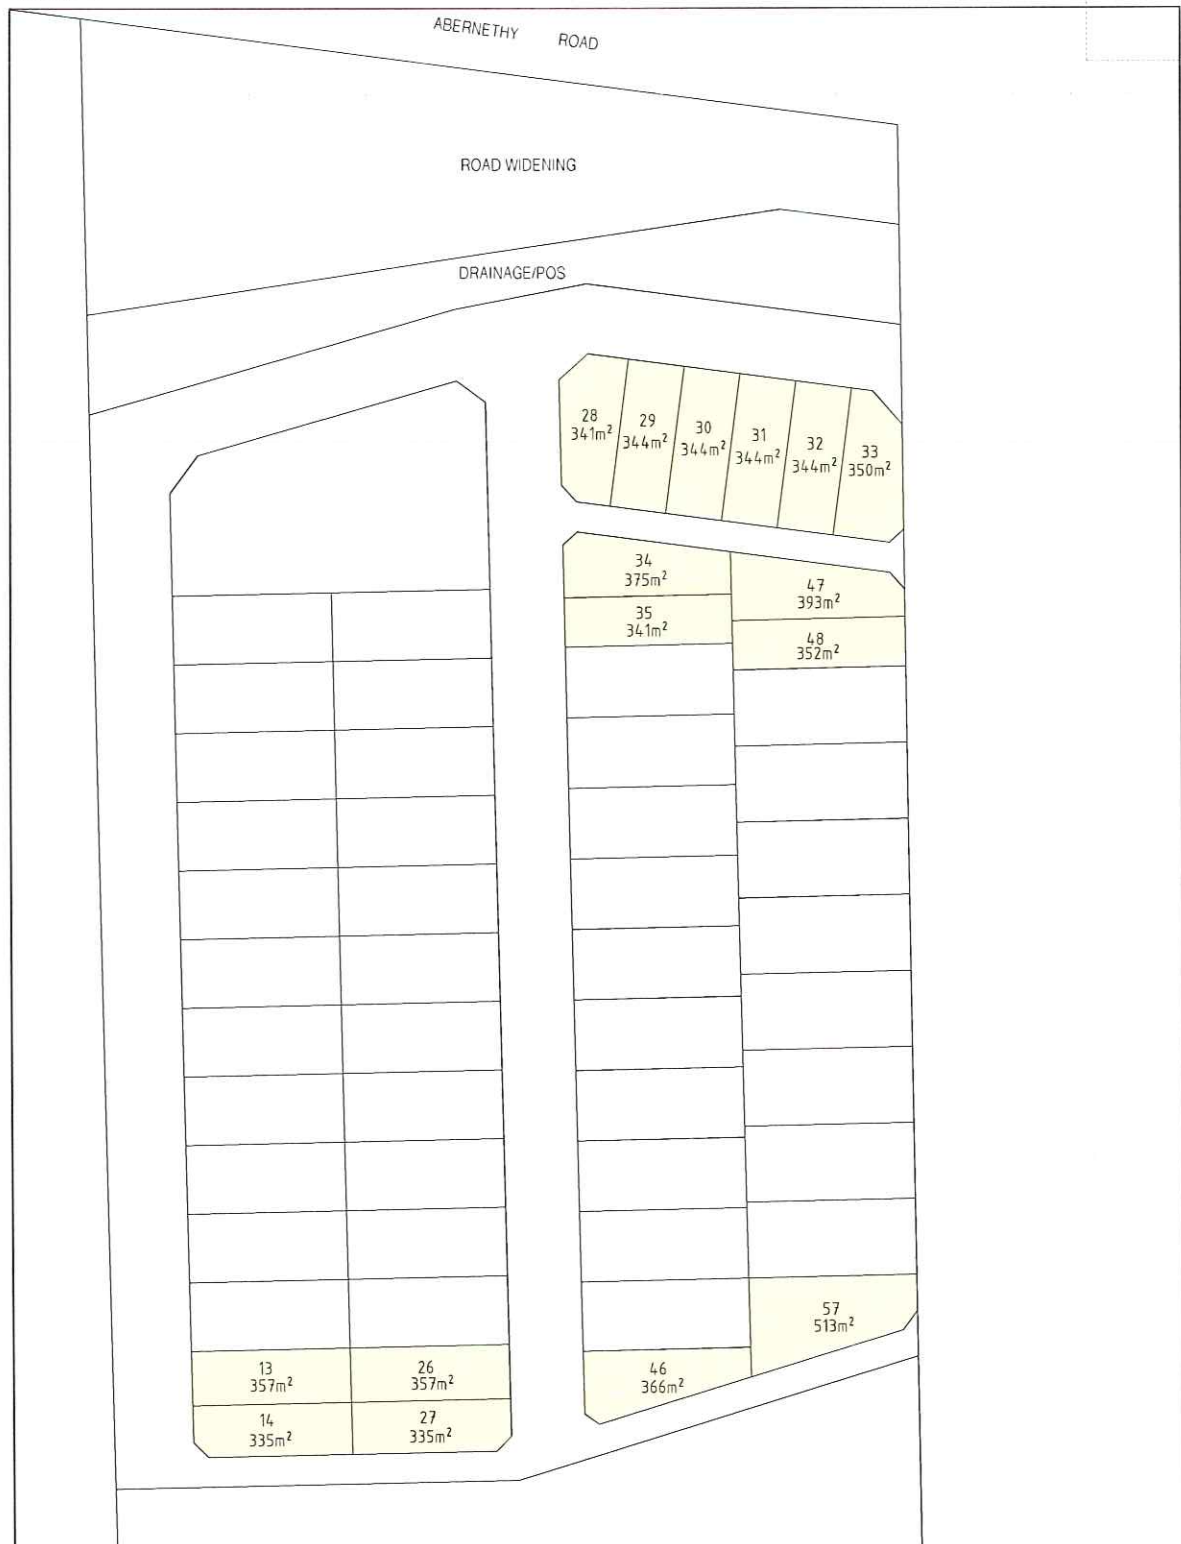 ABERNETHY ROAD
ROAD WIDENING
DRAINAGE/POS
28
341m²
29
344m²
30
344m²
31
344m²
32
344m²
33
350m²
34
375m²
35
341m²
47
393m²
48
352m²
57
513m²
46
366m²
13
357m²
26
357m²
14
335m²
27
335m²